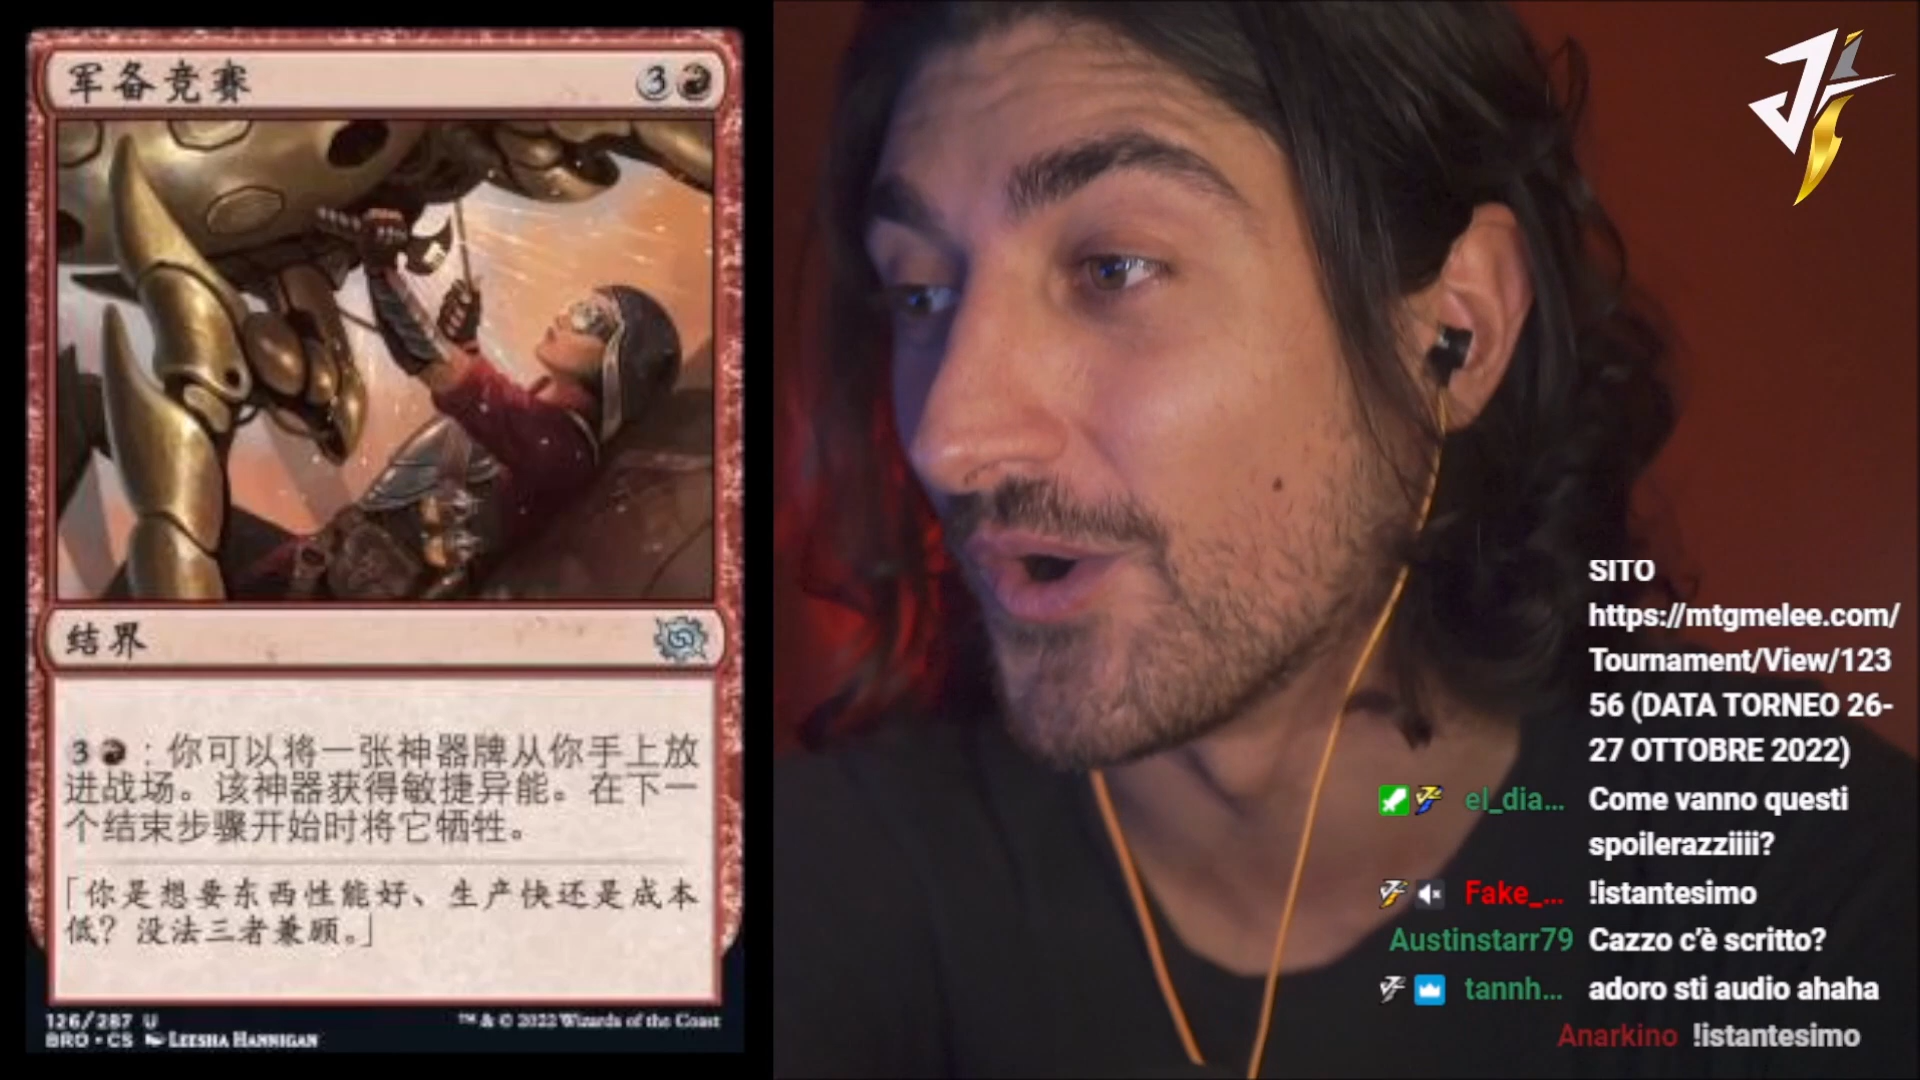 军备竞赛
3
结界
3 : 你可以将一张神器牌从你手上放
进战场。该神器获得敏捷异能。在下一
个结束步骤开始时将它牺牲。
「你是想要东西性能好、生产快还是成本
低？没法三者兼顾。」
126/287 U
BRO • CS LEESHA HANNIGAN
™ & © 2022 Wizards of the Coast
SITO
https://mtgmelee.com/
Tournament/View/123
56 (DATA TORNEO 26-
27 OTTOBRE 2022)
el_dia... Come vanno questi
spoilerazziiii?
Fake_... !istantesimo
Austinstarr79 Cazzo c'è scritto?
tannh... adoro sti audio ahaha
Anarkino !istantesimo